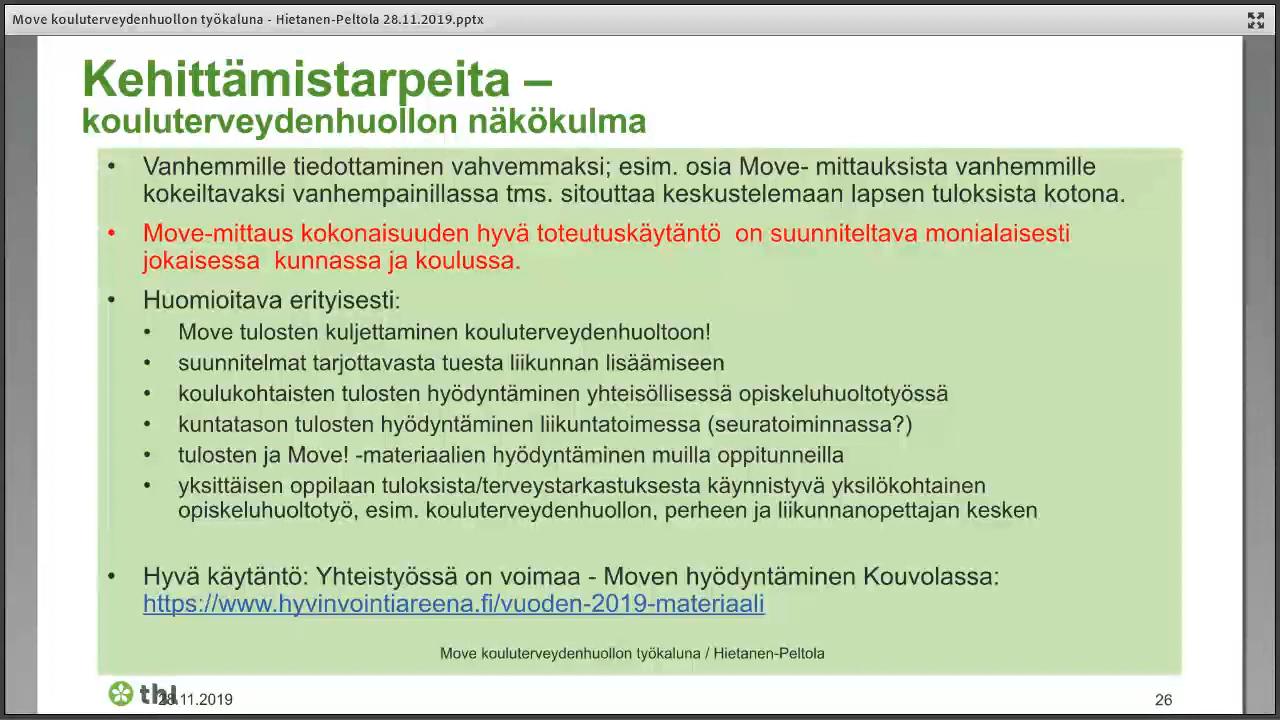 Move kouluterveydenhuollon työkaluna - Hietanen-Peltola 28.11.2019.pptx
Kehittämistarpeita –
kouluterveydenhuollon näkökulma
• Vanhemmille tiedottaminen vahvemmaksi; esim. osia Move- mittauksista vanhemmille
kokeiltavaksi vanhempainillassa tms. sitouttaa keskustelemaan lapsen tuloksista kotona.
• Move-mittaus kokonaisuuden hyvä toteutuskäytäntö on suunniteltava monialaisesti
jokaisessa kunnassa ja koulussa.
• Huomioitava erityisesti:
• Move tulosten kuljettaminen kouluterveydenhuoltoon!
• suunnitelmat tarjottavasta tuesta liikunnan lisäämiseen
• koulukohtaisten tulosten hyödyntäminen yhteisöllisessä opiskeluhuoltotyössä
• kuntatason tulosten hyödyntäminen liikuntatoimessa (seuratoiminnassa?)
• tulosten ja Move! -materiaalien hyödyntäminen muilla oppitunneilla
• yksittäisen oppilaan tuloksista/terveystarkastuksesta käynnistyvä yksilökohtainen
opiskeluhuoltotyö, esim. kouluterveydenhuollon, perheen ja liikunnanopettajan kesken
• Hyvä käytäntö: Yhteistyössä on voimaa - Moven hyödyntäminen Kouvolassa:
https://www.hyvinvointiareena.fi/vuoden-2019-materiaali
Move kouluterveydenhuollon työkaluna / Hietanen-Peltola
thl
28.11.2019
26